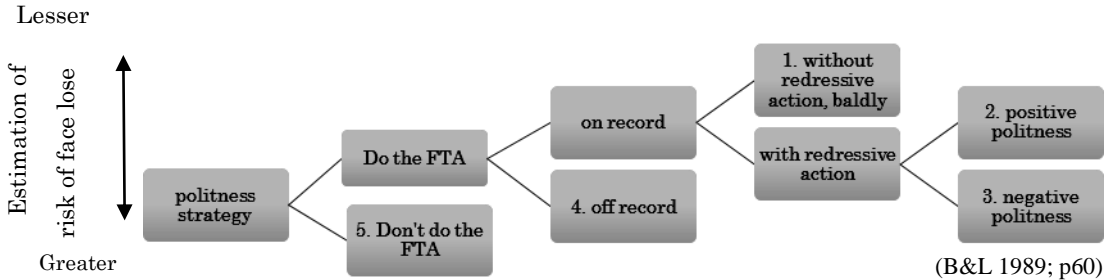 Lesser
Estimation of
risk of face lose
Greater
politness
strategy
Do the FTA
5. Don't do the
FTA
on record
4. off record
1. without
redressive
action, baldly
with redressive
action
2. positive
politness
3. negative
politness
(B&L 1989; p60)